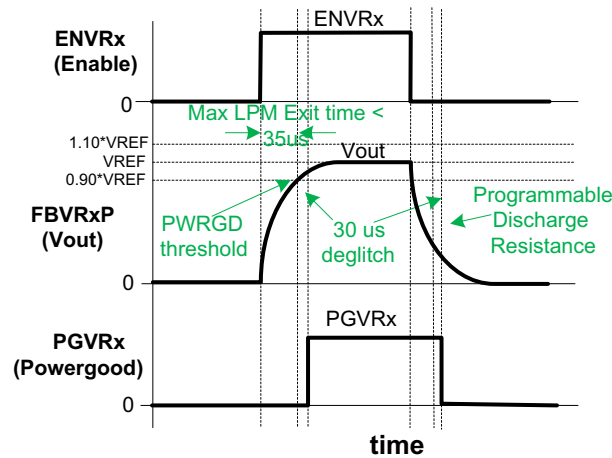 ENVRx
ENVRx
(Enable)
0
Max LPM Exit time <
35us
1.10*VREF
VREF
0.90*VREF
Vout
FBVRxP
(Vout)
PWRGD
threshold
30 us
deglitch
Programmable
Discharge
Resistance
0
PGVRx
PGVRx
(Powergood)
0
time